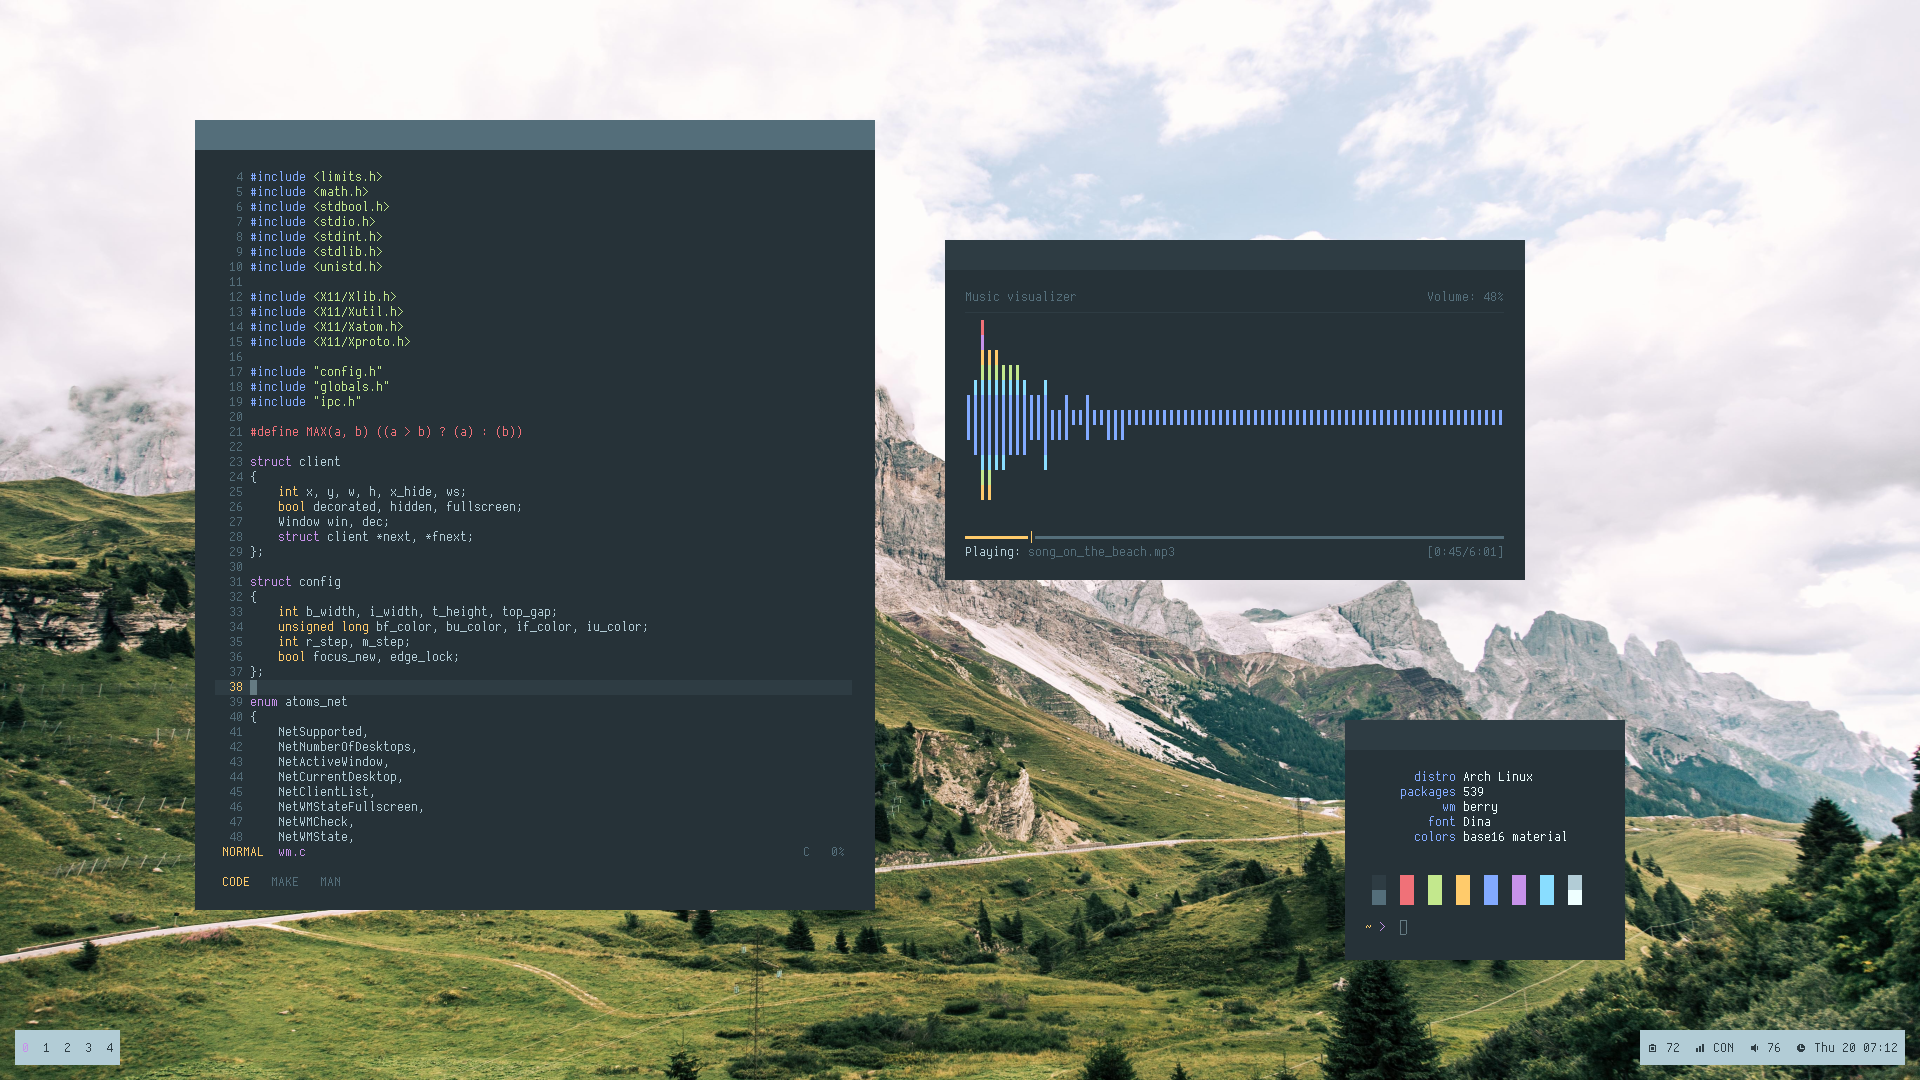 4 #include <limits.h>
5 #include <math.h>
6 #include <stdbool.h>
7 #include <stdio.h>
8 #include <stdint.h>
9 #include <stdlib.h>
10 #include <unistd.h>
11
12 #include <X11/Xlib.h>
13 #include <X11/Xutil.h>
14 #include <X11/Xatom.h>
15 #include <X11/Xproto.h>
16
17 #include "config.h"
18 #include "globals.h"
19 #include "ipc.h"
20
21 #define MAX(a, b) ((a > b) ? (a) : (b))
22
23 struct client
24 {
25     int x, y, w, h, x_hide, ws;
26     bool decorated, hidden, fullscreen;
27     Window win, dec;
28     struct client *next, *fnext;
29 };
30
31 struct config
32 {
33     int b_width, i_width, t_height, top_gap;
34     unsigned long bf_color, bu_color, if_color, iu_color;
35     int r_step, m_step;
36     bool focus_new, edge_lock;
37 };
38
39 enum atoms_net
40 {
41     NetSupported,
42     NetNumberOfDesktops,
43     NetActiveWindow,
44     NetCurrentDesktop,
45     NetClientList,
46     NetWMStateFullscreen,
47     NetWMCheck,
48     NetWMState,
NORMAL wm.c C 0%
CODE MAKE MAN
Music visualizer Volume: 48%
Playing: song_on_the_beach.mp3 [0:45/6:01]
distro Arch Linux
packages 539
wm berry
font Dina
colors base16 material
~ >
0 1 2 3 4
72 CON 76 Thu 20 07:12